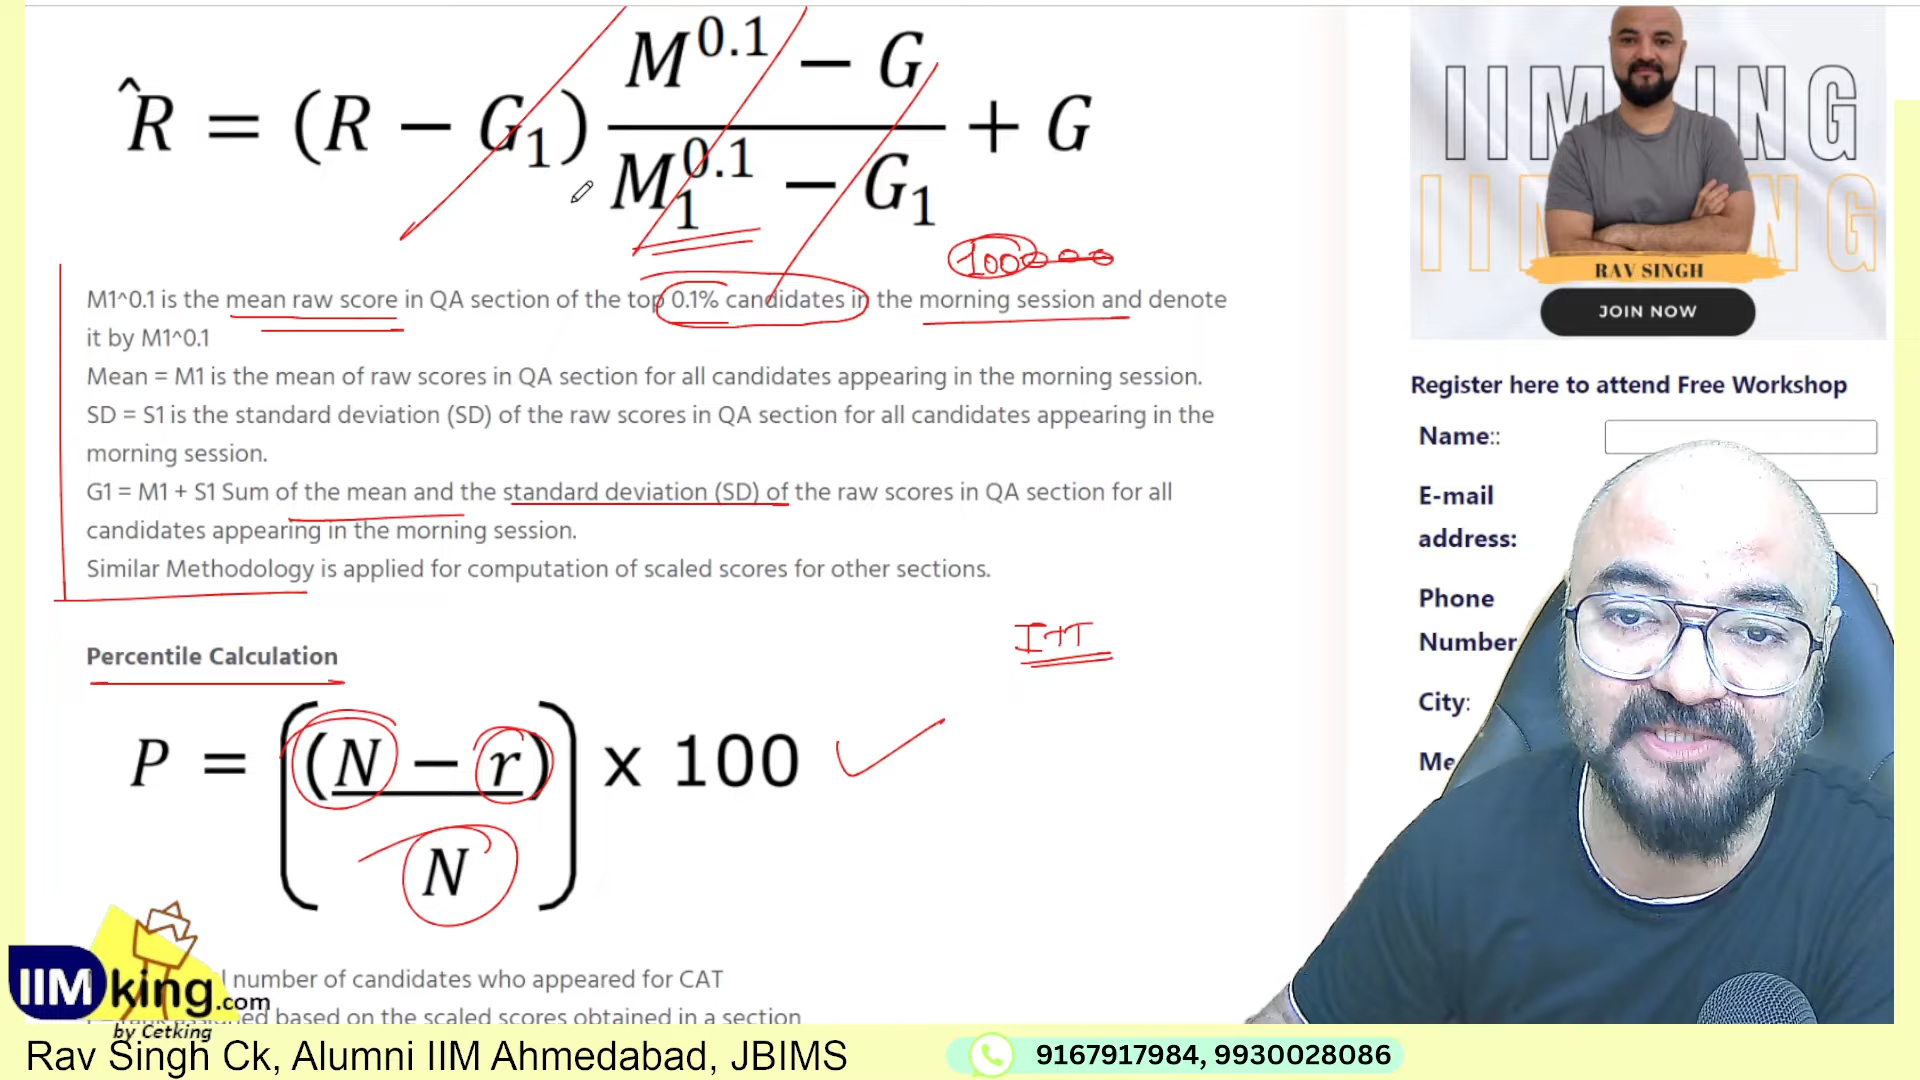 R̂ = (R − G₁) (M^0.1 − G) / (M₁^0.1 − G₁) + G
100000
M1^0.1 is the mean raw score in QA section of the top 0.1% candidates in the morning session and denote
it by M1^0.1
Mean = M1 is the mean of raw scores in QA section for all candidates appearing in the morning session.
SD = S1 is the standard deviation (SD) of the raw scores in QA section for all candidates appearing in the
morning session.
G1 = M1 + S1 Sum of the mean and the standard deviation (SD) of the raw scores in QA section for all
candidates appearing in the morning session.
Similar Methodology is applied for computation of scaled scores for other sections.
Percentile Calculation
P = ((N − r) / N) x 100
number of candidates who appeared for CAT
based on the scaled scores obtained in a section
RAV SINGH
JOIN NOW
Register here to attend Free Workshop
Name::
E-mail
address:
Phone
Number
City:
Me
IIMking.com
by Cetking
Rav Singh Ck, Alumni IIM Ahmedabad, JBIMS
9167917984, 9930028086